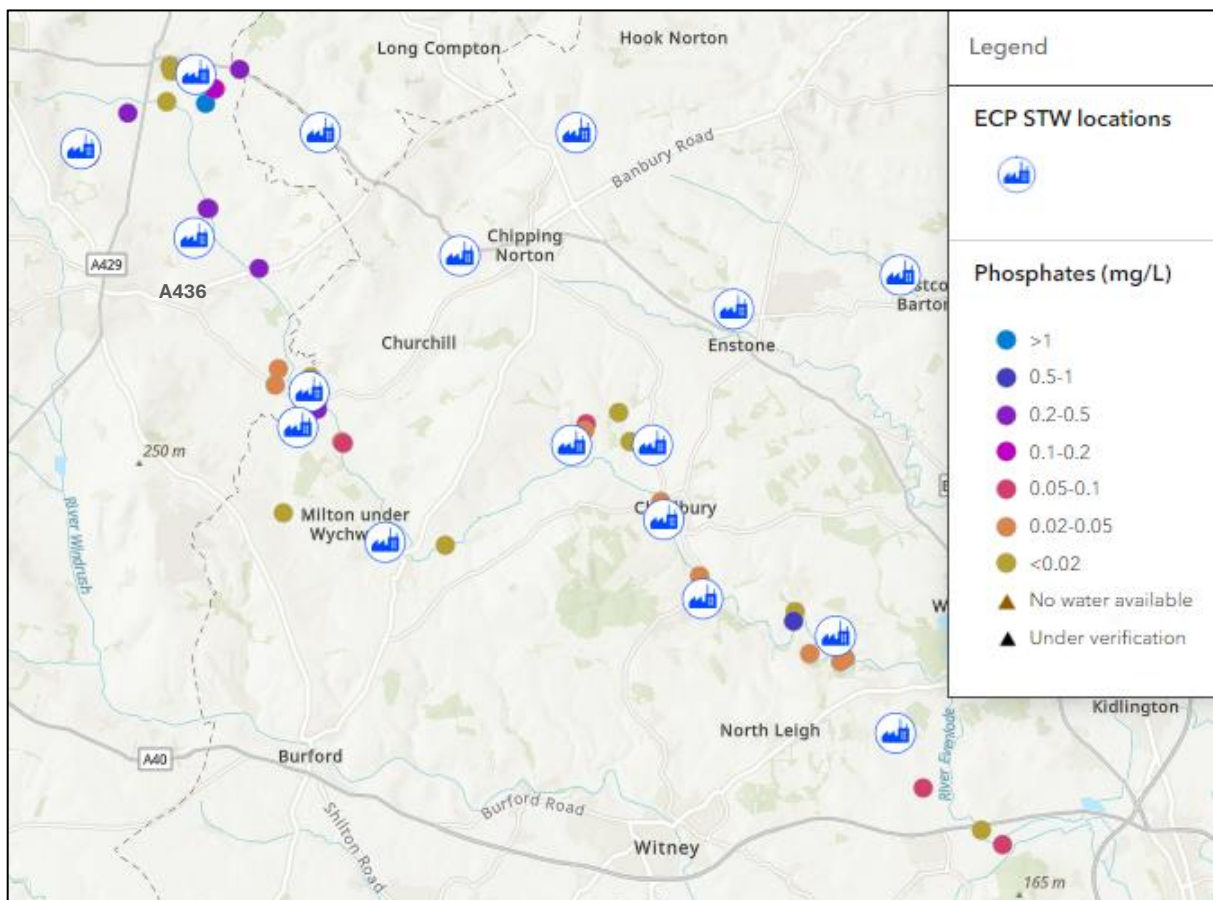 Long Compton
Hook Norton
Banbury Road
A429
A436
Chipping
Norton
Churchill
Enstone
Barton
250 m
River Windrush
Milton under
North Leigh
Kidlington
River Evenlode
A40
Burford
Burford Road
Shilton Road
Witney
165 m
Legend
ECP STW locations
Phosphates (mg/L)
>1
0.5-1
0.2-0.5
0.1-0.2
0.05-0.1
0.02-0.05
<0.02
No water available
Under verification